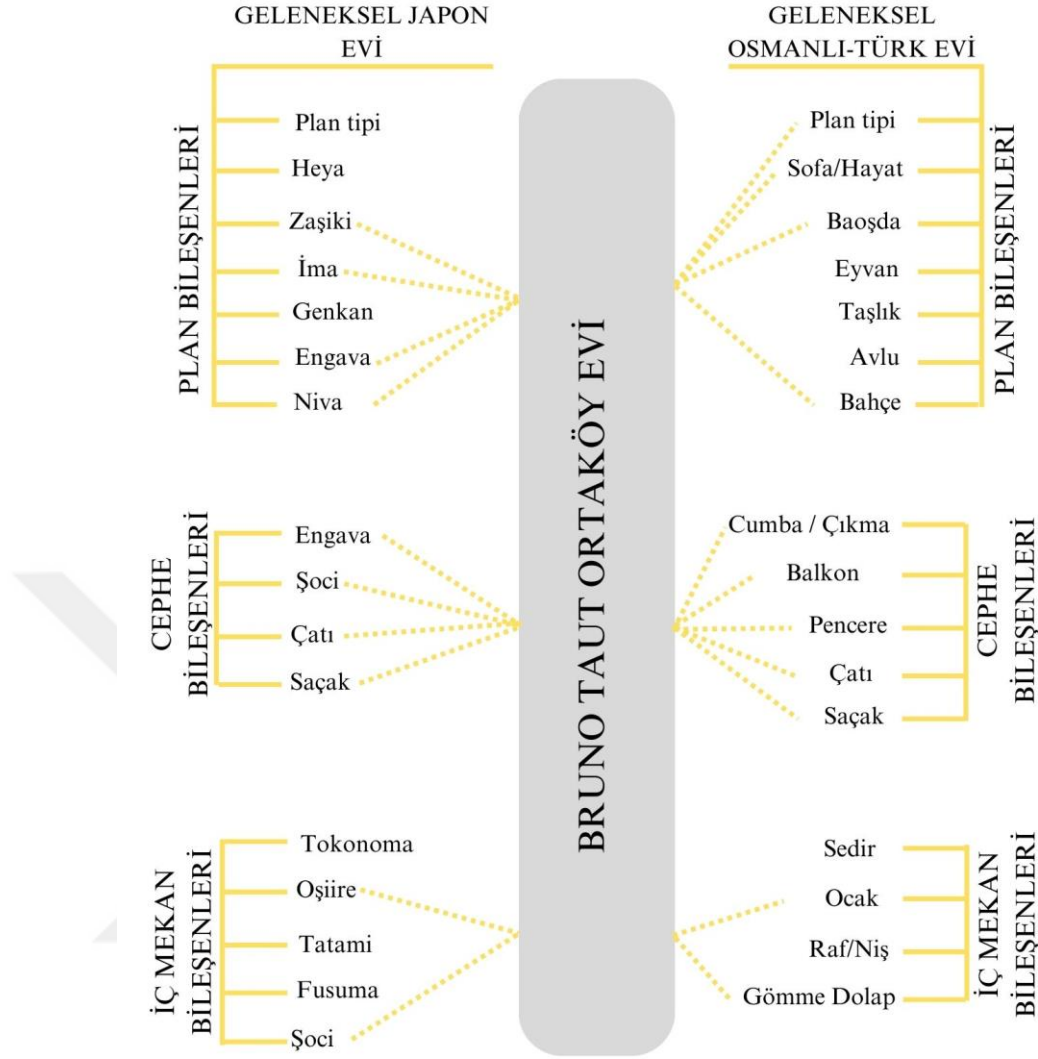 GELENEKSEL JAPON
EVİ
PLAN BİLEŞENLERİ
Plan tipi
Heya
Zaşiki
İma
Genkan
Engava
Niva
CEPHE
BİLEŞENLERİ
Engava
Şoci
Çatı
Saçak
İÇ MEKAN
BİLEŞENLERİ
Tokonoma
Oşiire
Tatami
Fusuma
Şoci
BRUNO TAUT ORTAKÖY EVİ
GELENEKSEL
OSMANLI-TÜRK EVİ
Plan tipi
Sofa/Hayat
Baoşda
Eyvan
Taşlık
Avlu
Bahçe
PLAN BİLEŞENLERİ
Cumba / Çıkma
Balkon
Pencere
Çatı
Saçak
CEPHE
BİLEŞENLERİ
Sedir
Ocak
Raf/Niş
Gömme Dolap
İÇ MEKAN
BİLEŞENLERİ